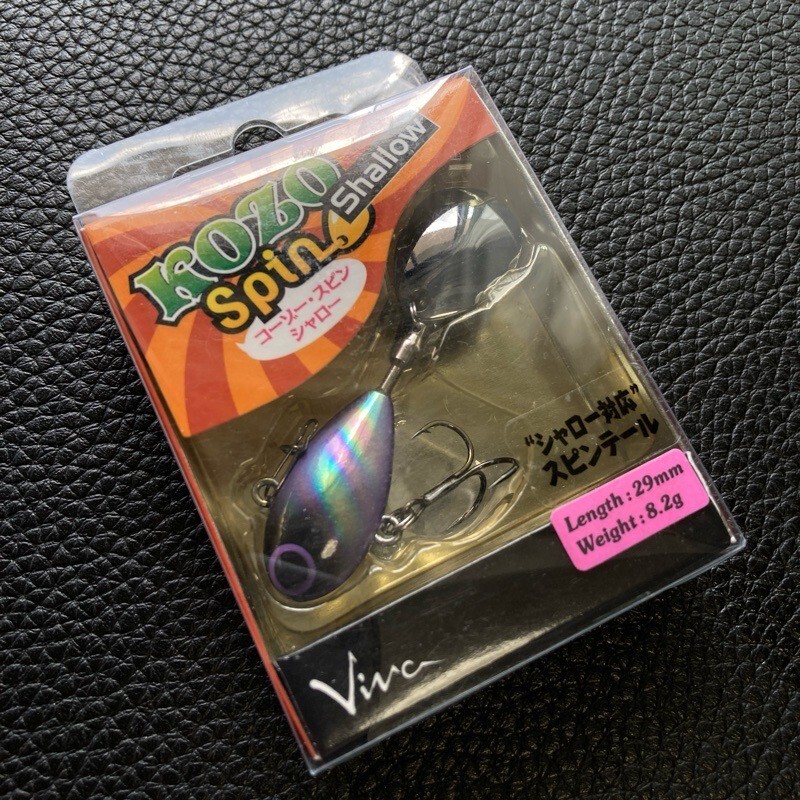 KOZO
Spin
Shallow
コーゾー・スピン
シャロー
"シャロー対応"
スピンテール
Length : 29mm
Weight : 8.2g
Viva